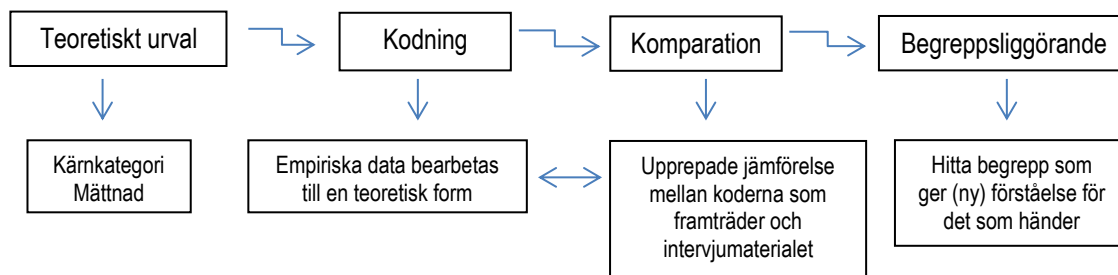 Teoretiskt urval
Kodning
Komparation
Begreppsliggörande
Kärnkategori
Mättnad
Empiriska data bearbetas
till en teoretisk form
Upprepade jämförelse
mellan koderna som
framträder och
intervjumaterialet
Hitta begrepp som
ger (ny) förståelse för
det som händer